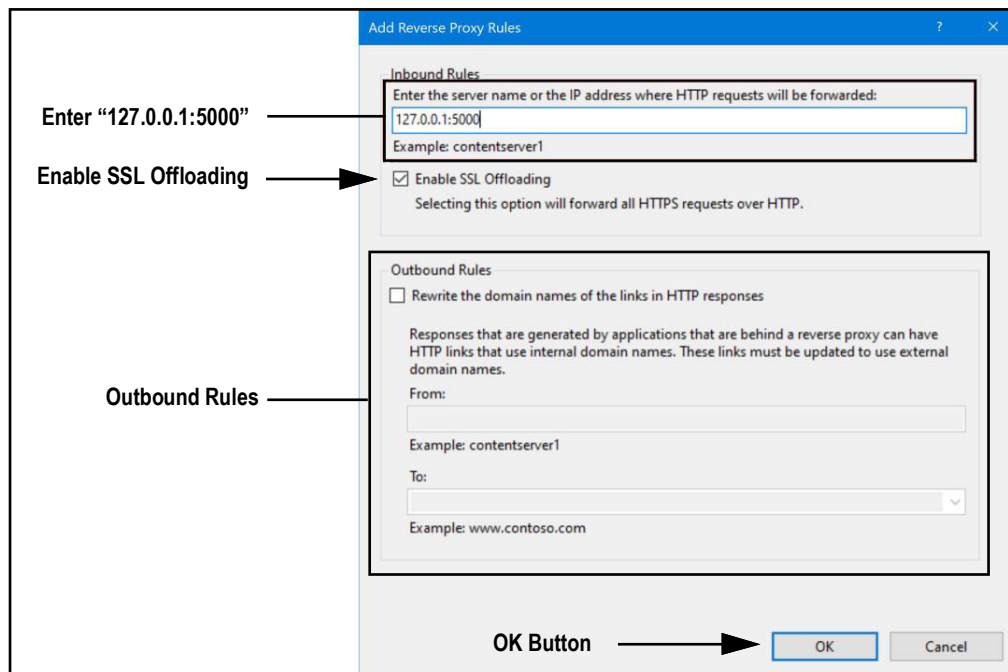 Add Reverse Proxy Rules
?
Inbound Rules
Enter the server name or the IP address where HTTP requests will be forwarded:
Enter “127.0.0.1:5000”
127.0.0.1:5000
Example: contentserver1
Enable SSL Offloading
Enable SSL Offloading
Selecting this option will forward all HTTPS requests over HTTP.
Outbound Rules
Rewrite the domain names of the links in HTTP responses
Responses that are generated by applications that are behind a reverse proxy can have
HTTP links that use internal domain names. These links must be updated to use external
domain names.
Outbound Rules
From:
Example: contentserver1
To:
Example: www.contoso.com
OK Button
OK
Cancel